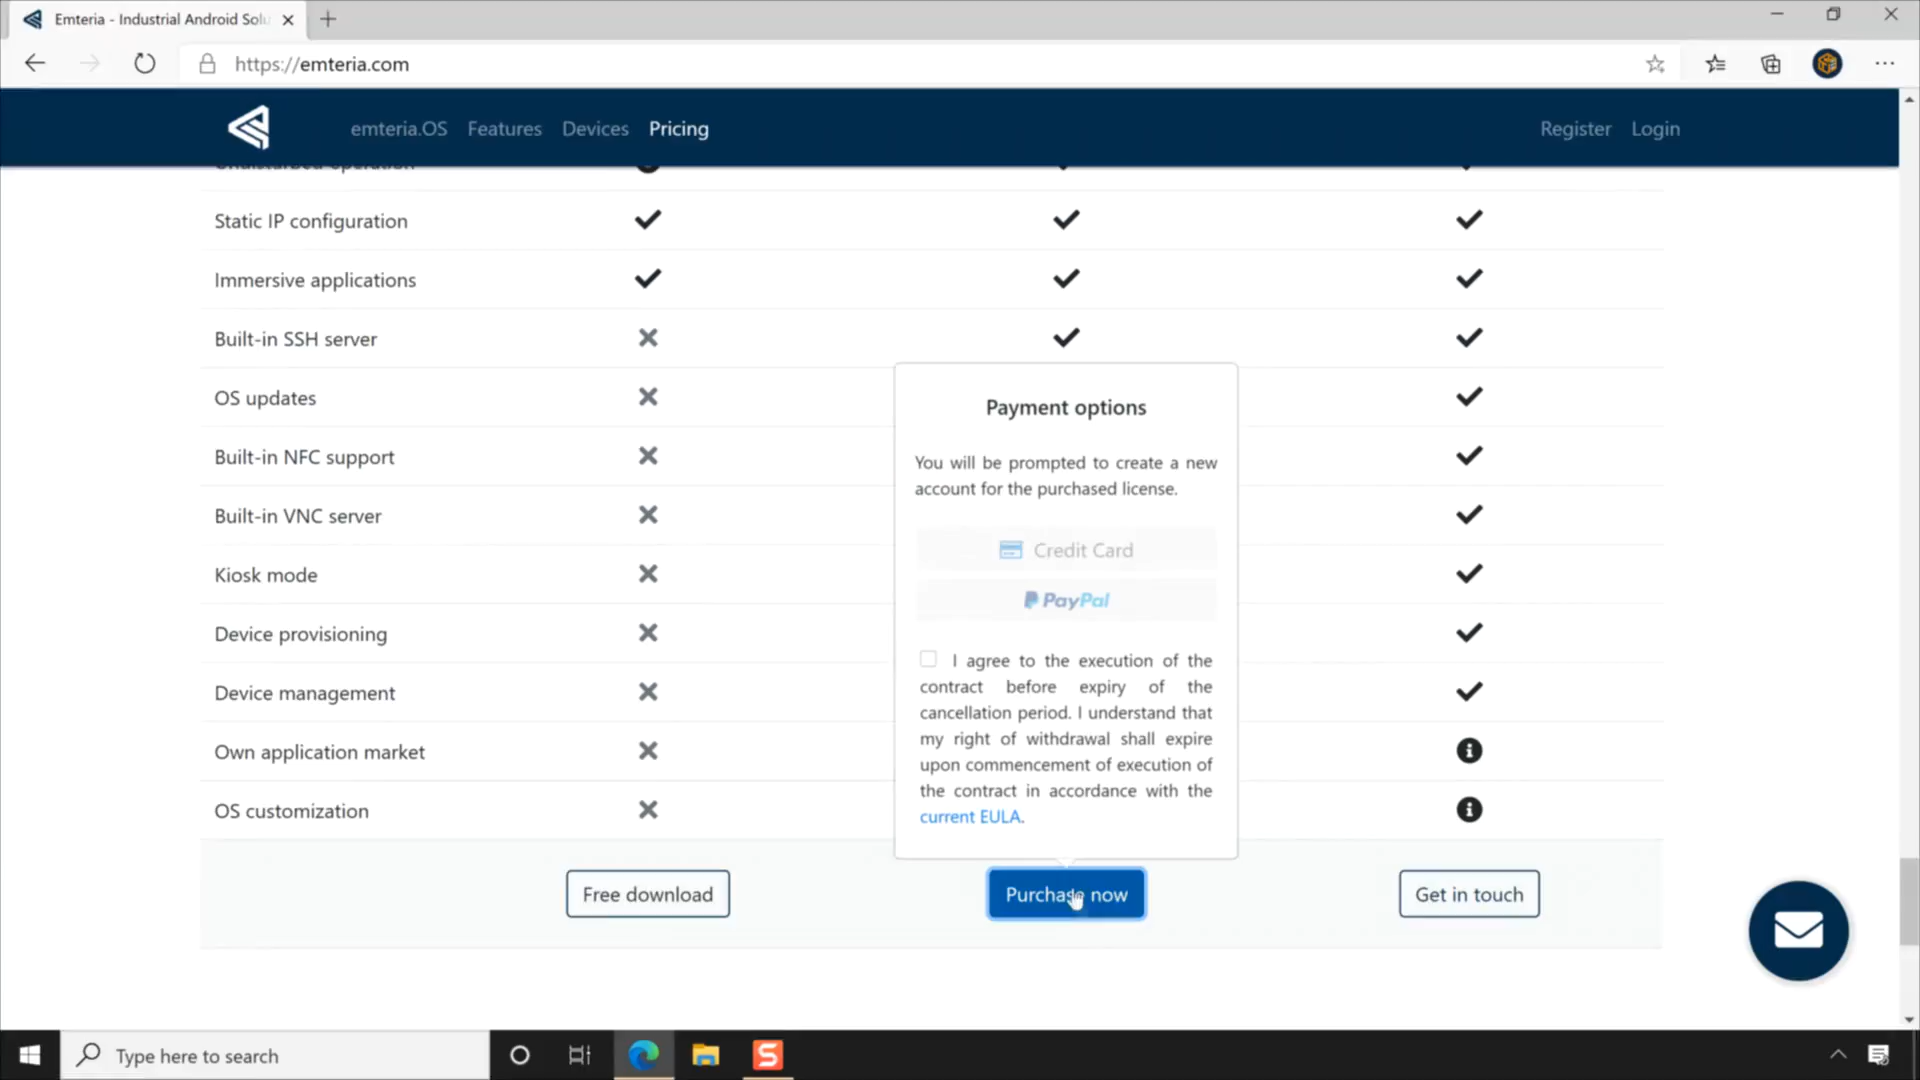 Emteria - Industrial Android Solu
https://emteria.com
emteria.OS Features Devices Pricing Register Login
Undisturbed operation
Static IP configuration
Immersive applications
Built-in SSH server
OS updates
Built-in NFC support
Built-in VNC server
Kiosk mode
Device provisioning
Device management
Own application market
OS customization
Payment options
You will be prompted to create a new
account for the purchased license.
Credit Card
PayPal
I agree to the execution of the
contract before expiry of the
cancellation period. I understand that
my right of withdrawal shall expire
upon commencement of execution of
the contract in accordance with the
current EULA.
Free download Purchase now Get in touch
Type here to search